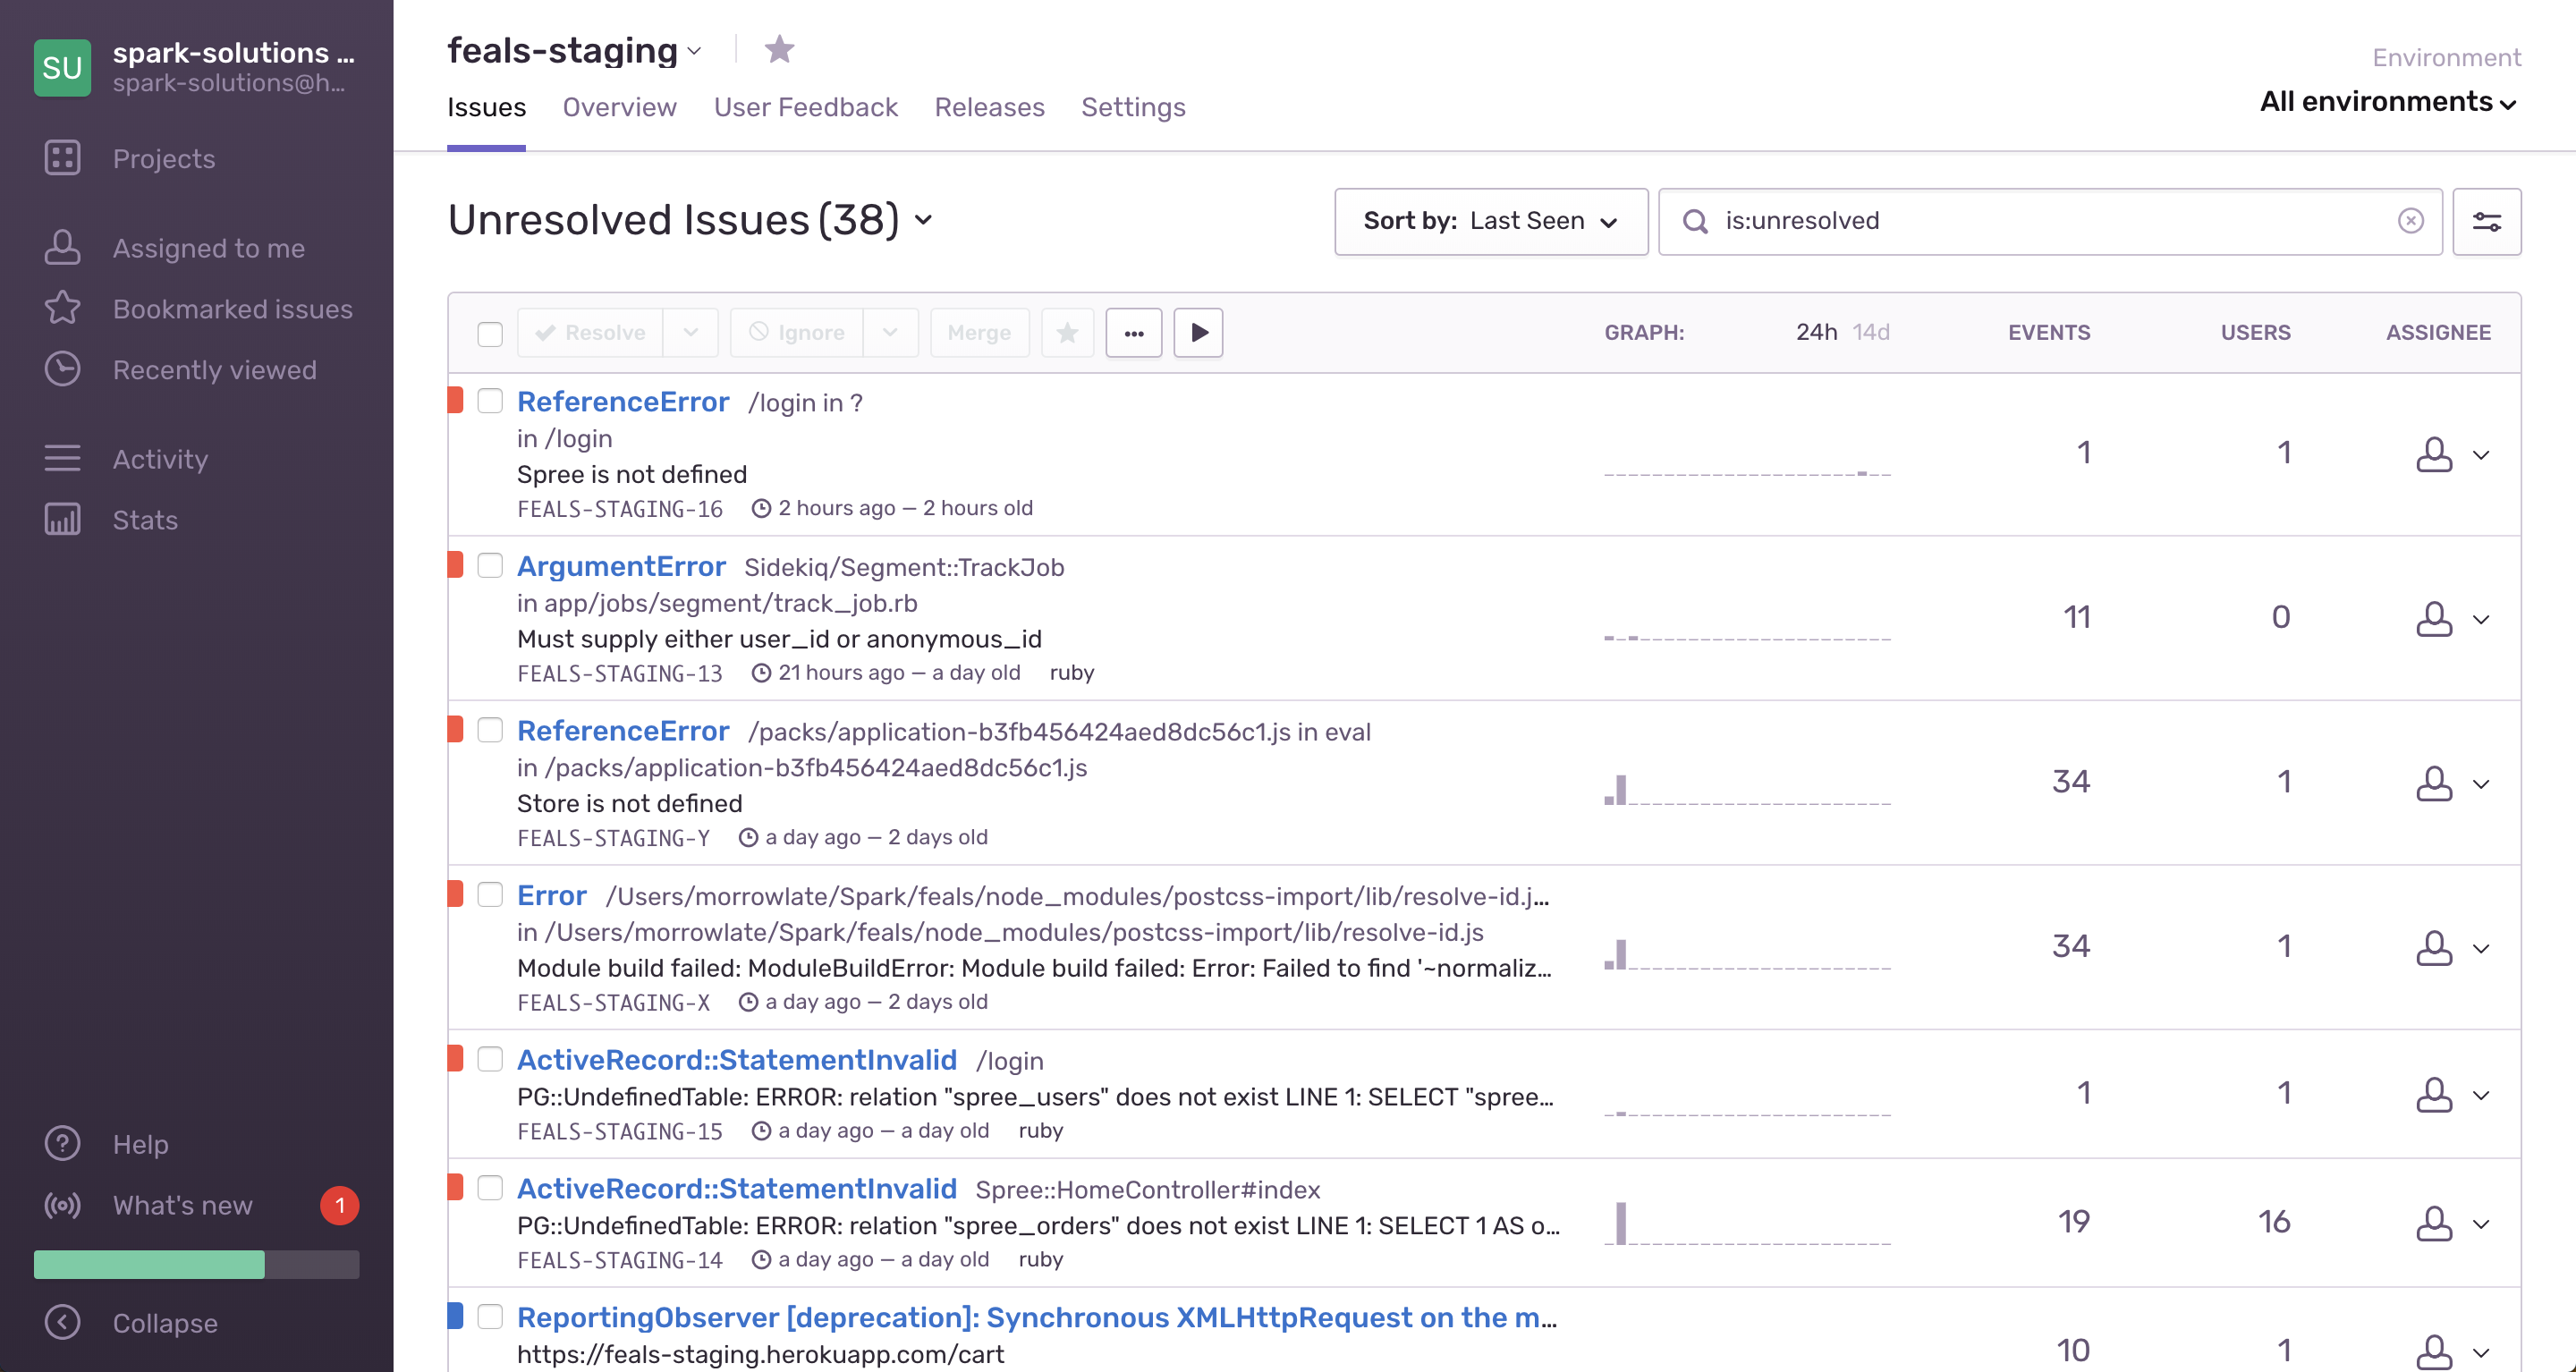 SU
spark-solutions ...
spark-solutions@h...
Projects
Assigned to me
Bookmarked issues
Recently viewed
Activity
Stats
Help
What's new 1
Collapse
feals-staging
Issues Overview User Feedback Releases Settings
Environment
All environments
Unresolved Issues (38)
Sort by: Last Seen
is:unresolved
Resolve Ignore Merge GRAPH: 24h 14d EVENTS USERS ASSIGNEE
ReferenceError /login in ?
in /login
Spree is not defined
FEALS-STAGING-16 2 hours ago — 2 hours old
1 1
ArgumentError Sidekiq/Segment::TrackJob
in app/jobs/segment/track_job.rb
Must supply either user_id or anonymous_id
FEALS-STAGING-13 21 hours ago — a day old ruby
11 0
ReferenceError /packs/application-b3fb456424aed8dc56c1.js in eval
in /packs/application-b3fb456424aed8dc56c1.js
Store is not defined
FEALS-STAGING-Y a day ago — 2 days old
34 1
Error /Users/morrowlate/Spark/feals/node_modules/postcss-import/lib/resolve-id.j...
in /Users/morrowlate/Spark/feals/node_modules/postcss-import/lib/resolve-id.js
Module build failed: ModuleBuildError: Module build failed: Error: Failed to find '~normaliz...
FEALS-STAGING-X a day ago — 2 days old
34 1
ActiveRecord::StatementInvalid /login
PG::UndefinedTable: ERROR: relation "spree_users" does not exist LINE 1: SELECT "spree...
FEALS-STAGING-15 a day ago — a day old ruby
1 1
ActiveRecord::StatementInvalid Spree::HomeController#index
PG::UndefinedTable: ERROR: relation "spree_orders" does not exist LINE 1: SELECT 1 AS o...
FEALS-STAGING-14 a day ago — a day old ruby
19 16
ReportingObserver [deprecation]: Synchronous XMLHttpRequest on the m...
https://feals-staging.herokuapp.com/cart
10 1